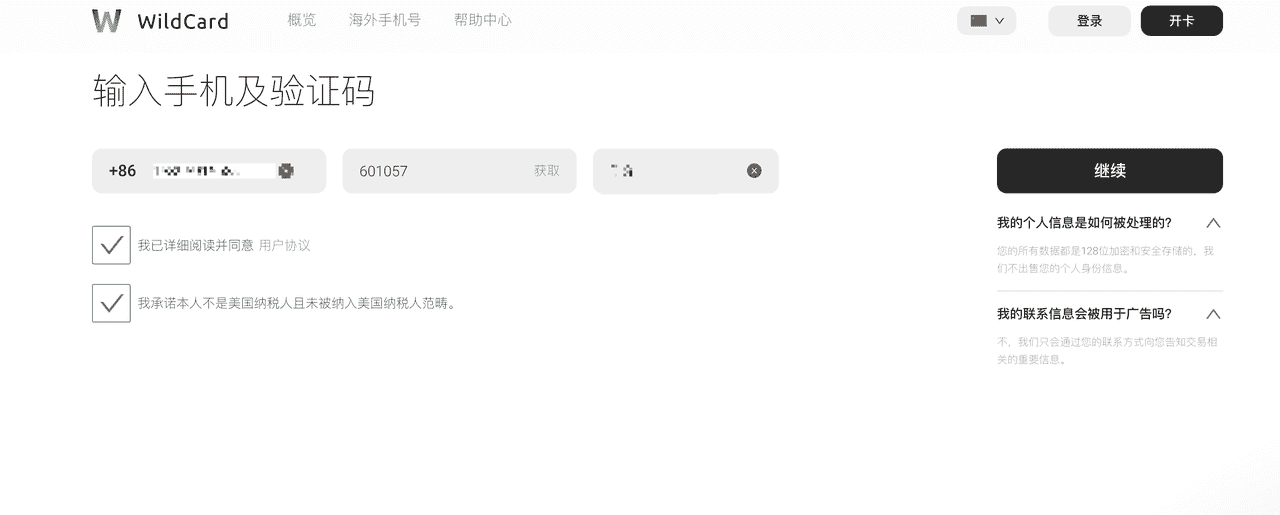 WildCard 概览 海外手机号 帮助中心 登录 开卡
输入手机及验证码
+86 601057 获取 继续
我的个人信息是如何被处理的?
我已详细阅读并同意 用户协议
您的所有数据都是128位加密和安全存储的，我
们不出售您的个人身份信息。
我承诺本人不是美国纳税人且未被纳入美国纳税人范畴。
我的联系信息会被用于广告吗?
不，我们只会通过您的联系方式向您告知交易相
关的重要信息。